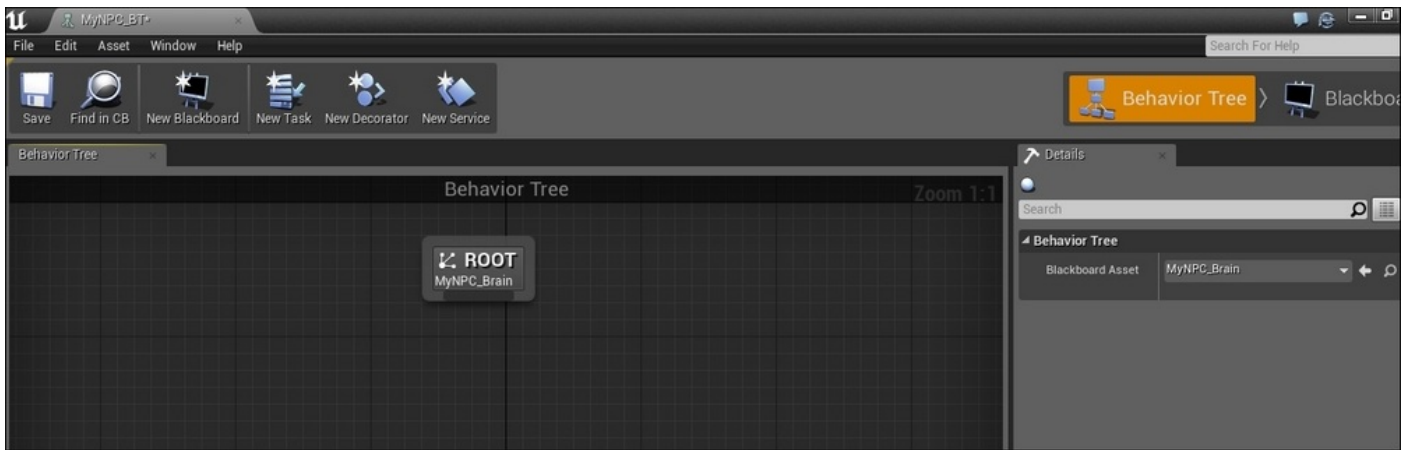 MyNPC_BT*
File Edit Asset Window Help
Search For Help
Save Find in CB New Blackboard New Task New Decorator New Service
Behavior Tree Blackboa
Behavior Tree
Details
Behavior Tree
Zoom 1:1
Search
ROOT
MyNPC_Brain
Behavior Tree
Blackboard Asset MyNPC_Brain